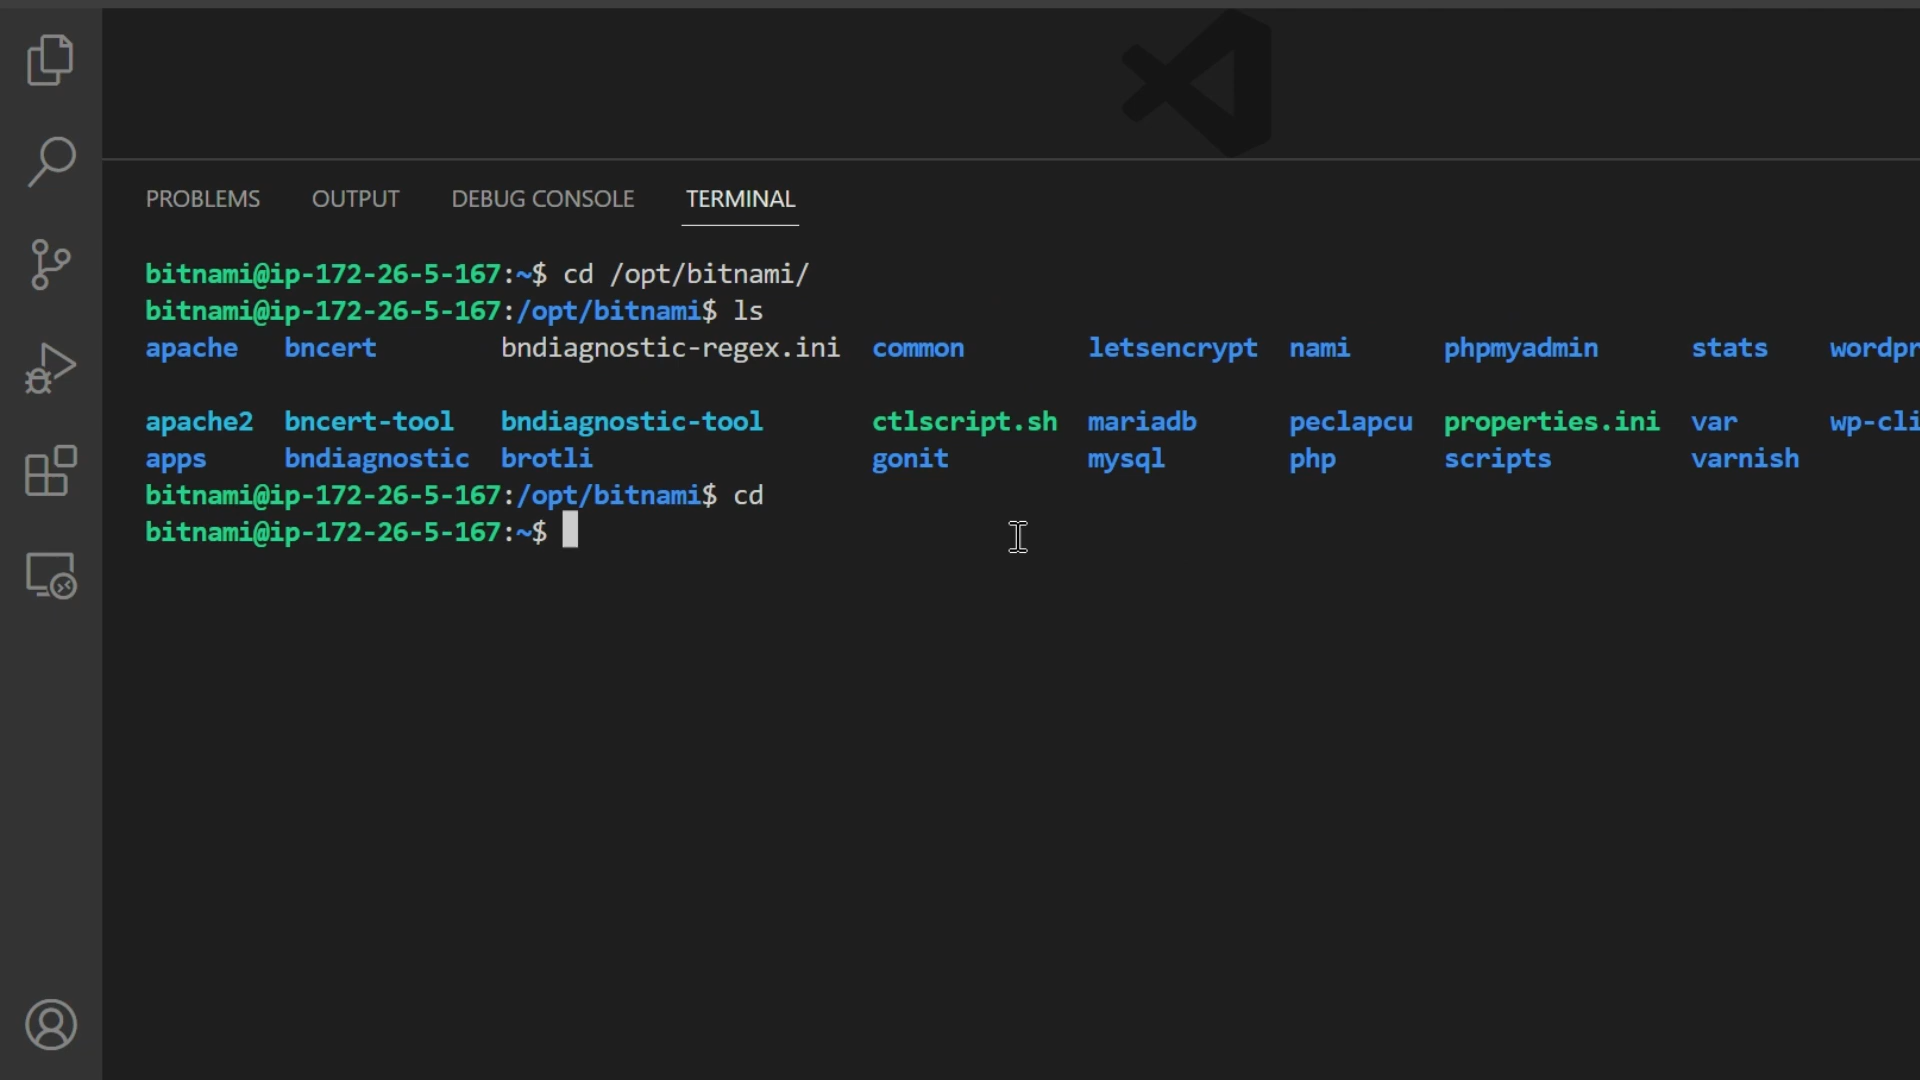 PROBLEMS OUTPUT DEBUG CONSOLE TERMINAL
bitnami@ip-172-26-5-167:~$ cd /opt/bitnami/
bitnami@ip-172-26-5-167:/opt/bitnami$ ls
apache bncert bndiagnostic-regex.ini common letsencrypt nami phpmyadmin stats wordpr
apache2 bncert-tool bndiagnostic-tool ctlscript.sh mariadb peclapcu properties.ini var wp-cli
apps bndiagnostic brotli gonit mysql php scripts varnish
bitnami@ip-172-26-5-167:/opt/bitnami$ cd
bitnami@ip-172-26-5-167:~$